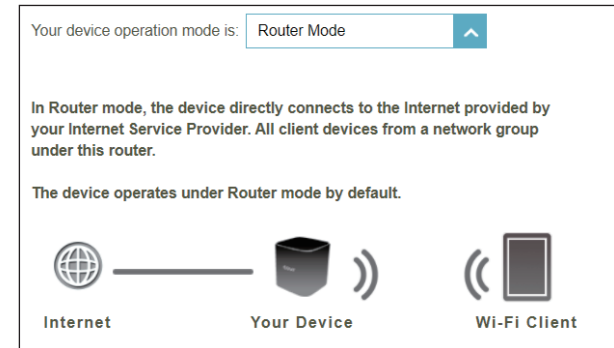 Your device operation mode is: Router Mode
In Router mode, the device directly connects to the Internet provided by
your Internet Service Provider. All client devices from a network group
under this router.
The device operates under Router mode by default.
Internet Your Device Wi-Fi Client